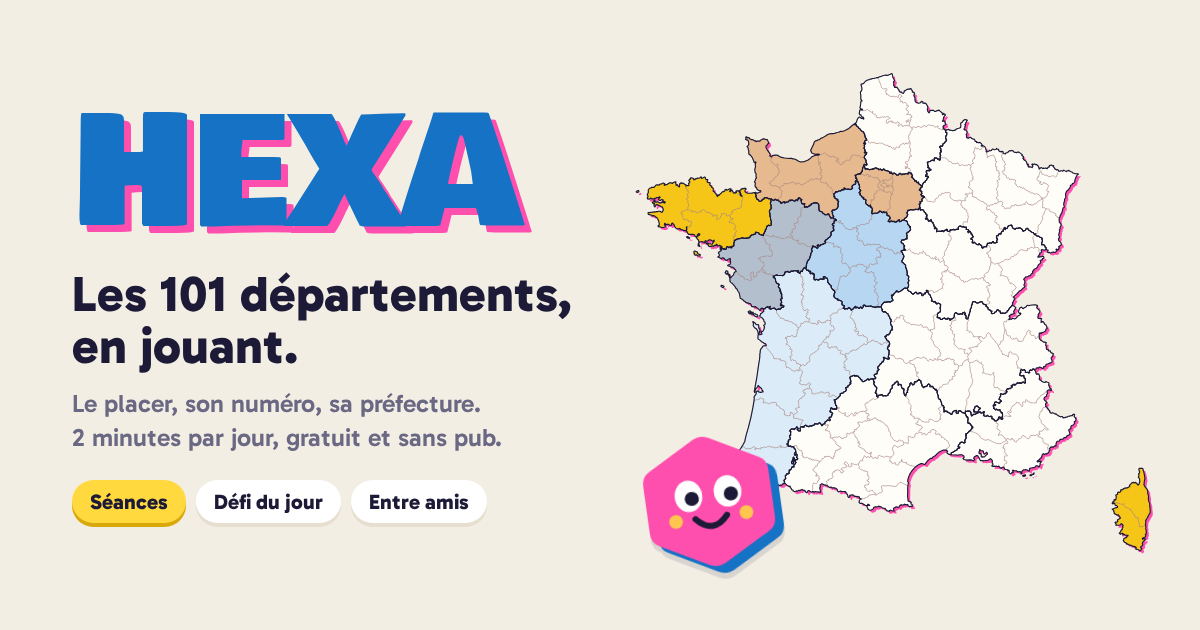 HEXA
Les 101 départements,
en jouant.
Le placer, son numéro, sa préfecture.
2 minutes par jour, gratuit et sans pub.
Séances
Défi du jour
Entre amis